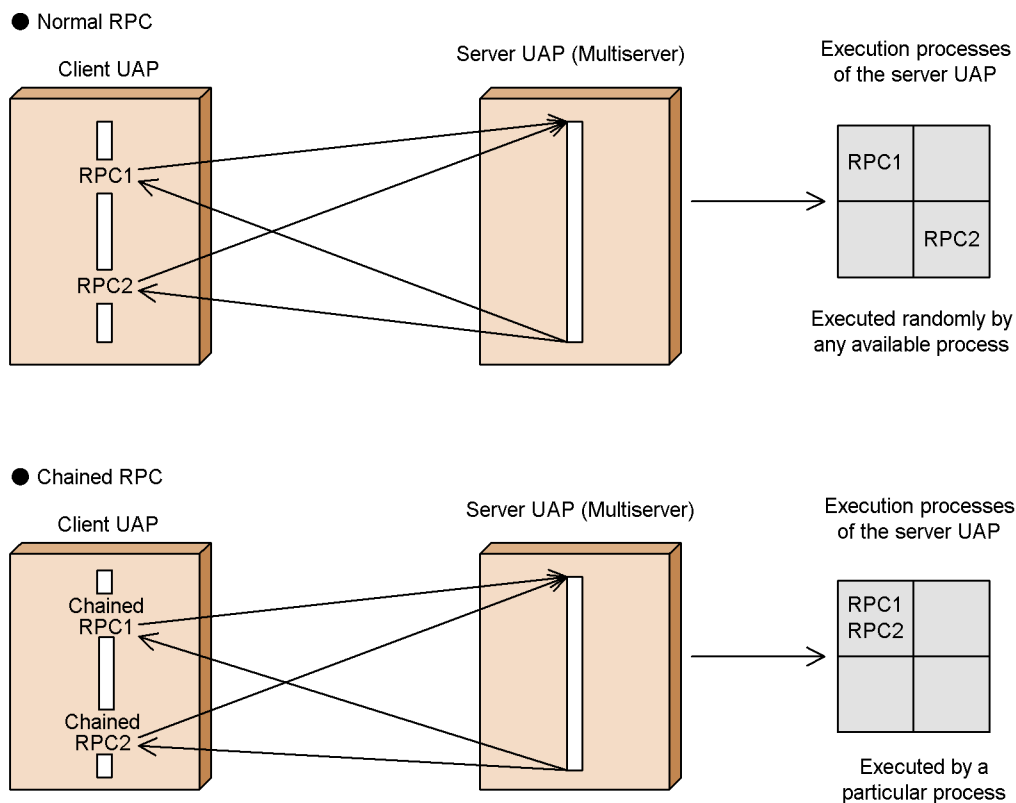 ● Normal RPC
Client UAP
Server UAP (Multiserver)
Execution processes
of the server UAP
RPC1
RPC2
RPC1
RPC2
Executed randomly by
any available process
● Chained RPC
Client UAP
Server UAP (Multiserver)
Execution processes
of the server UAP
Chained
RPC1
Chained
RPC2
RPC1
RPC2
Executed by a
particular process